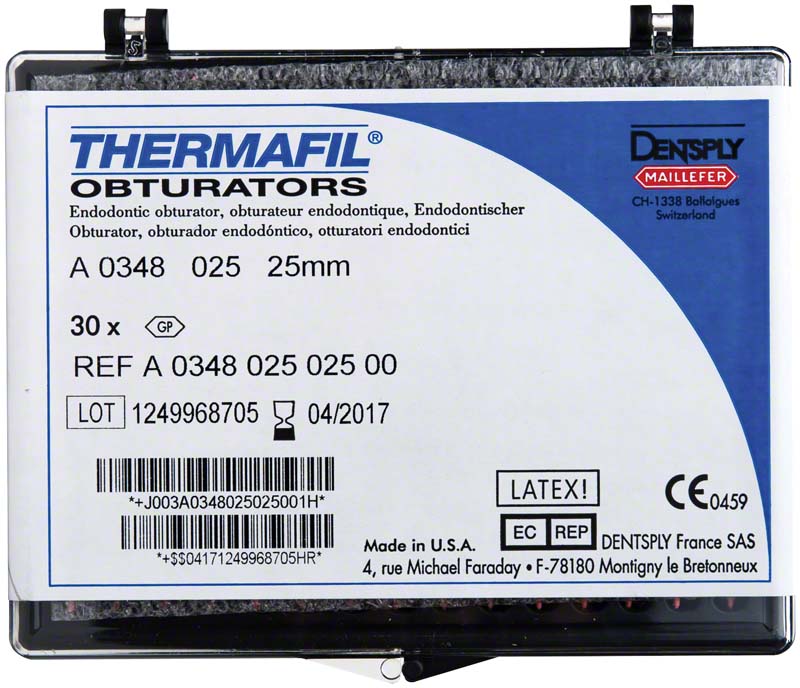 THERMAFIL®
OBTURATORS
Endodontic obturator, obturateur endodontique, Endodontischer
Obturator, obturador endodóntico, otturatori endodontici
A 0348 025 25mm
30 x GP
REF A 0348 025 025 00
LOT 1249968705 04/2017
*+J003A0348025025001H*
*+$$04171249968705HR*
DENTSPLY
MAILLEFER
CH-1338 Ballaigues
Switzerland
LATEX!
CE 0459
Made in U.S.A. EC REP DENTSPLY France SAS
4, rue Michael Faraday • F-78180 Montigny le Bretonneux